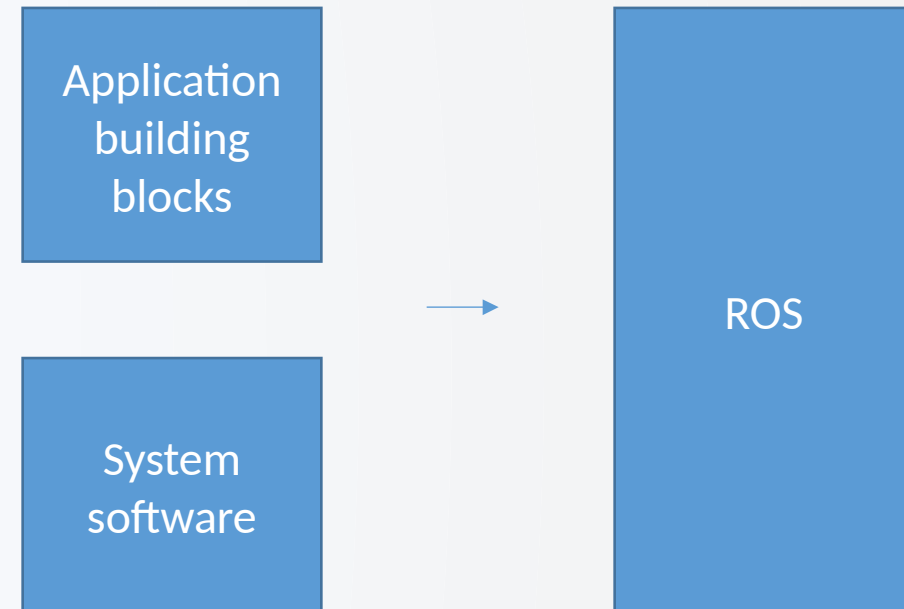 Application
building
blocks
ROS
System
software